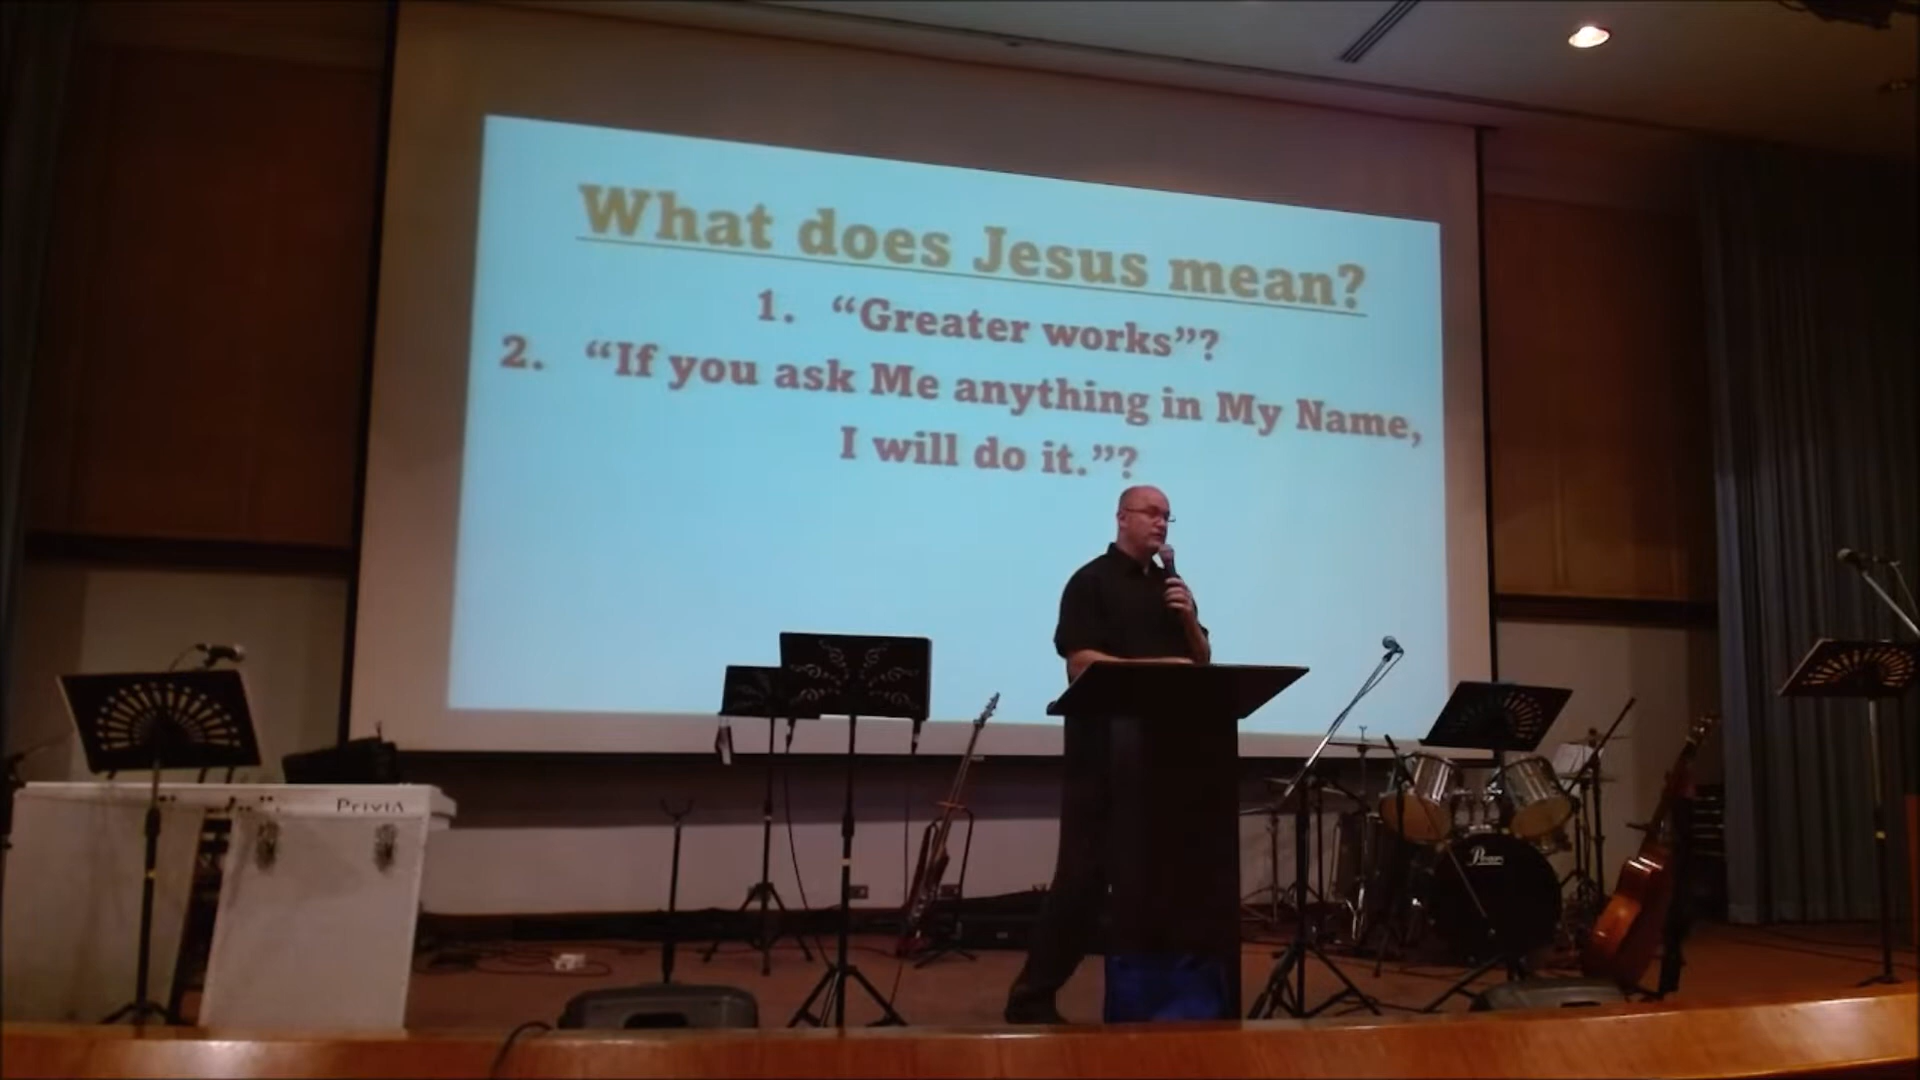 What does Jesus mean?
1. “Greater works”?
2. “If you ask Me anything in My Name,
I will do it.”?
PriviA
Pearl